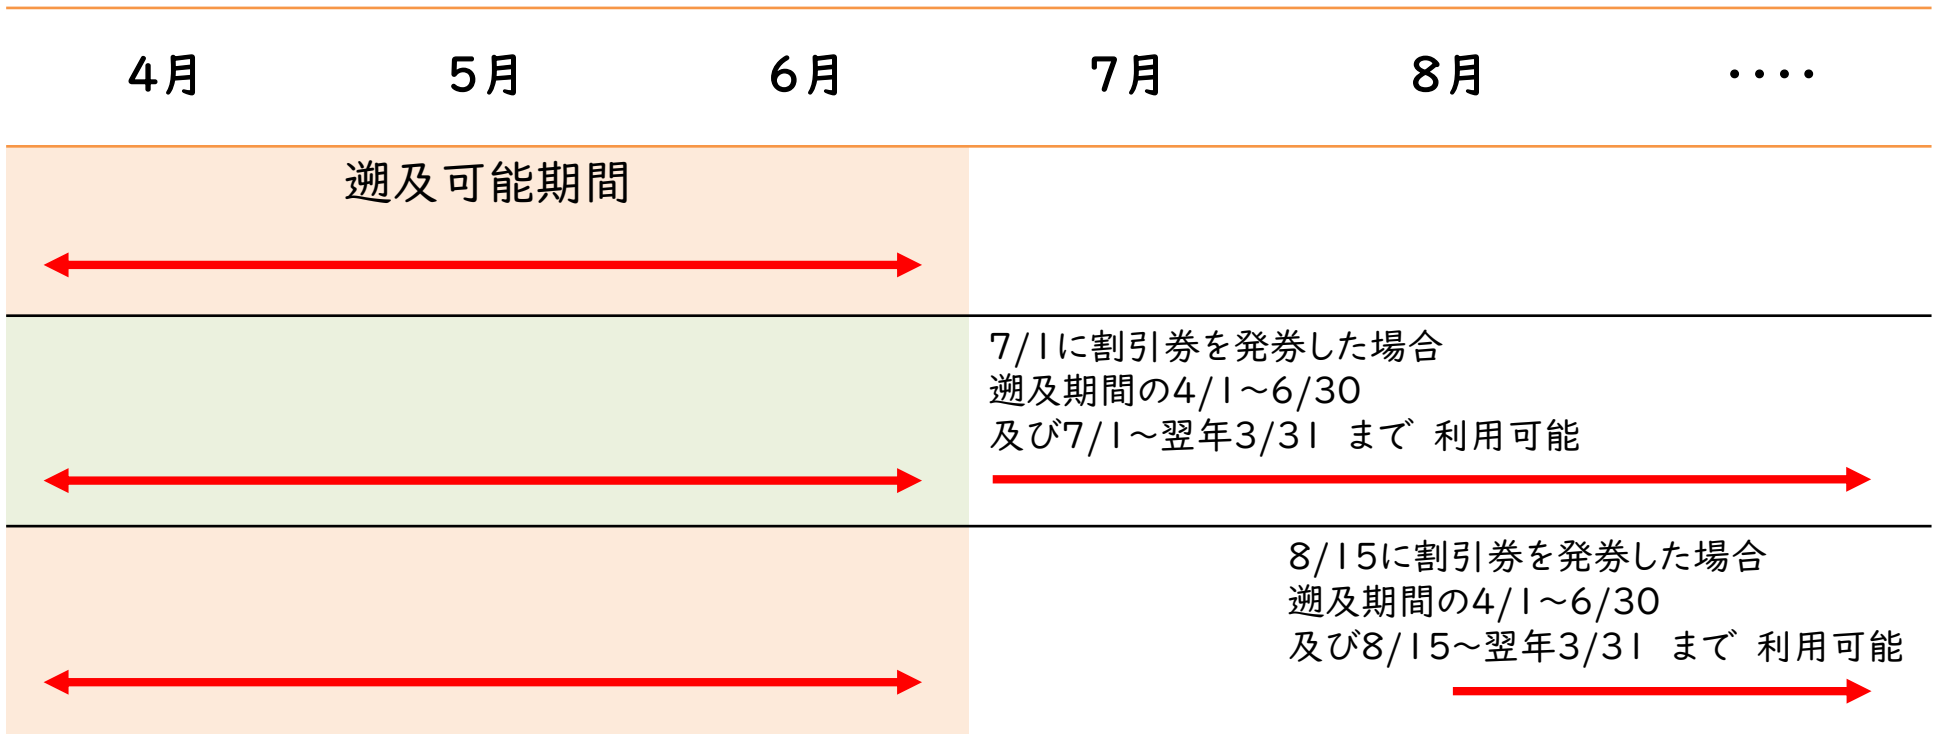 4月 5月 6月 7月 8月 ････
遡及可能期間
7/1に割引券を発券した場合
遡及期間の4/1～6/30
及び7/1～翌年3/31 まで 利用可能
8/15に割引券を発券した場合
遡及期間の4/1～6/30
及び8/15～翌年3/31 まで 利用可能